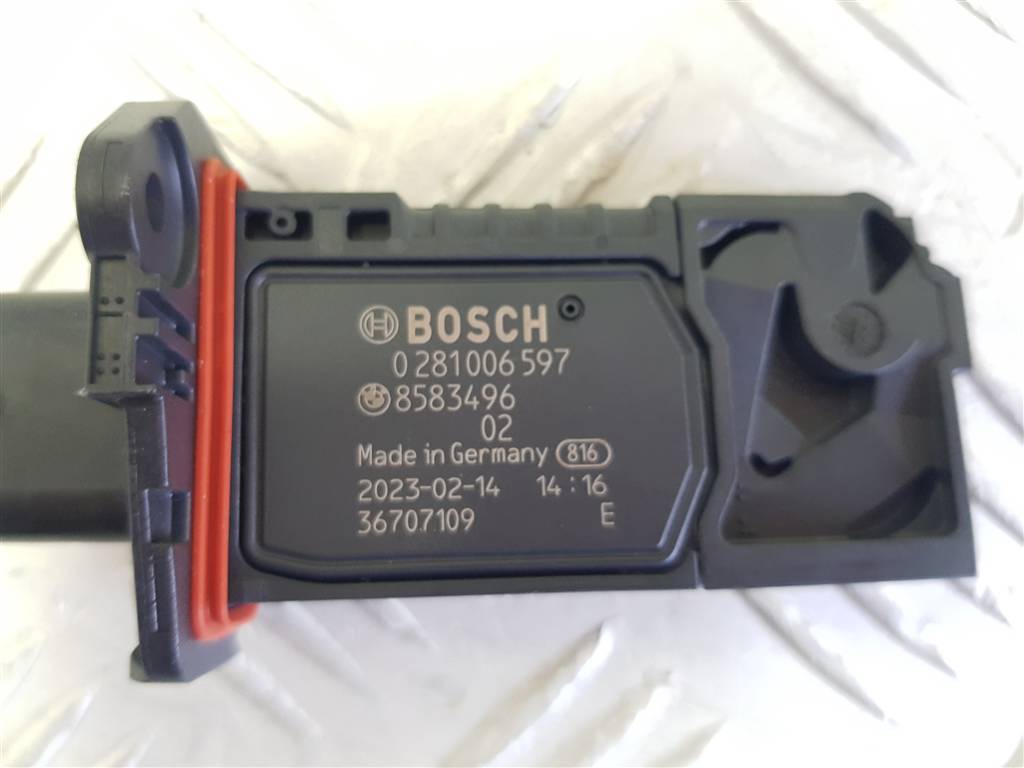 BOSCH
0 281 006 597
8583496
02
Made in Germany 816
2023-02-14 14:16
36707109 E